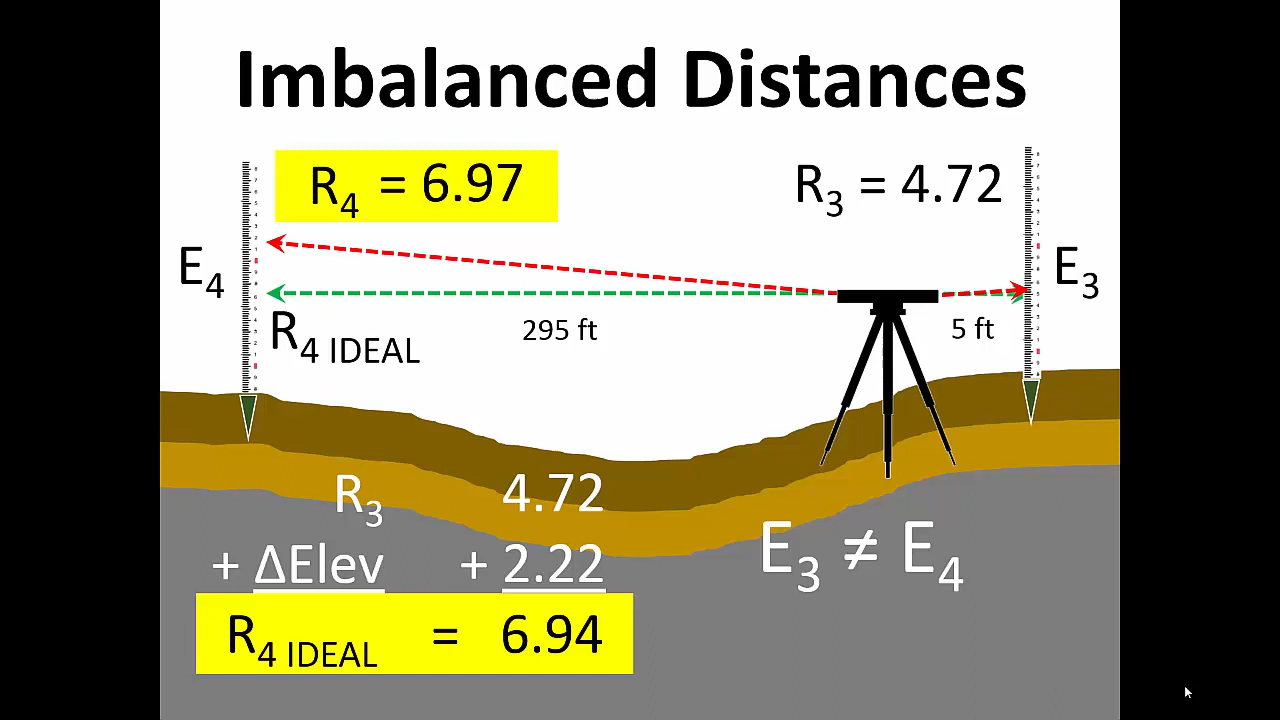 Imbalanced Distances
R4 = 6.97
R3 = 4.72
E4
E3
R4 IDEAL
295 ft
5 ft
R3 4.72
+ ΔElev + 2.22
R4 IDEAL = 6.94
E3 ≠ E4